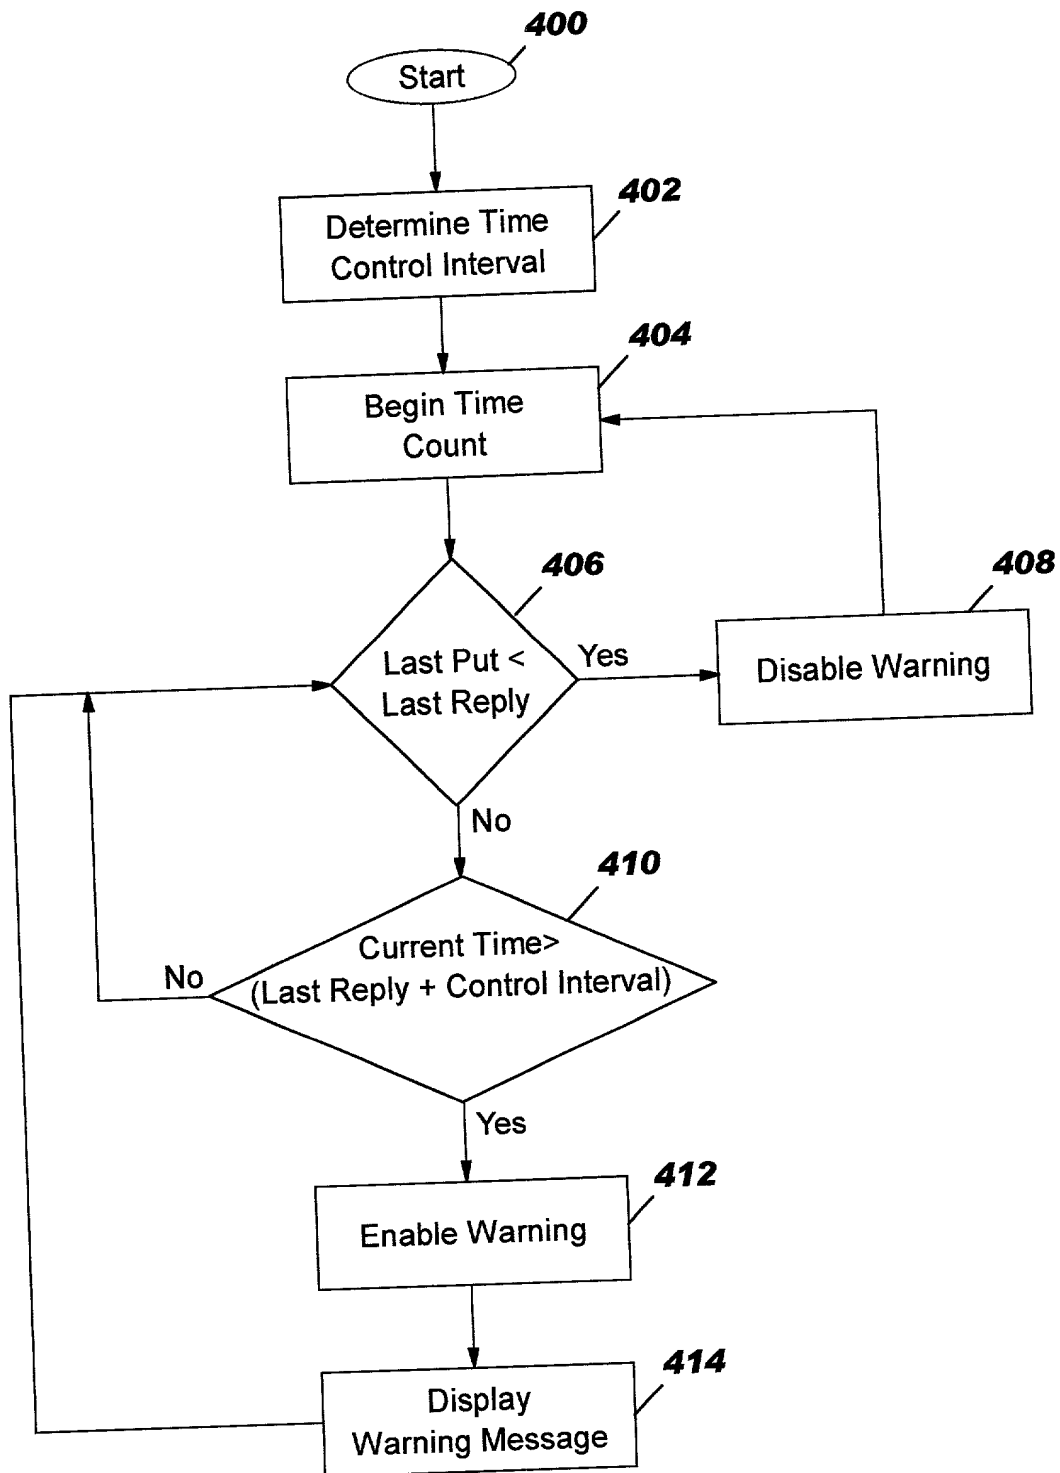 400
Start
402
Determine Time
Control Interval
404
Begin Time
Count
406
408
Last Put <
Last Reply
Yes
Disable Warning
No
410
Current Time>
(Last Reply + Control Interval)
No
Yes
412
Enable Warning
414
Display
Warning Message